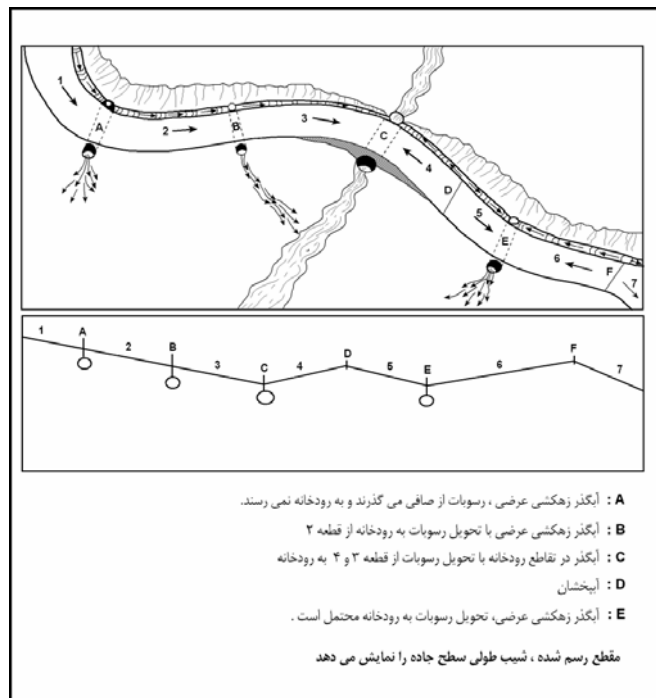 1
A
2
B
3
C
4
D
5
E
6
F
7
1
A
2
B
3
C
4
D
5
E
6
F
7
A : آبگذر زهکشی عرضی ، رسوبات از صافی می گذرند و به رودخانه نمی رسند.
B : آبگذر زهکشی عرضی با تحویل رسوبات به رودخانه از قطعه ۲
C : آبگذر در تقاطع رودخانه با تحویل رسوبات از قطعه ۳ و ۴ به رودخانه
D : آبپخشان
E : آبگذر زهکشی عرضی، تحویل رسوبات به رودخانه محتمل است .
مقطع رسم شده ، شیب طولی سطح جاده را نمایش می دهد